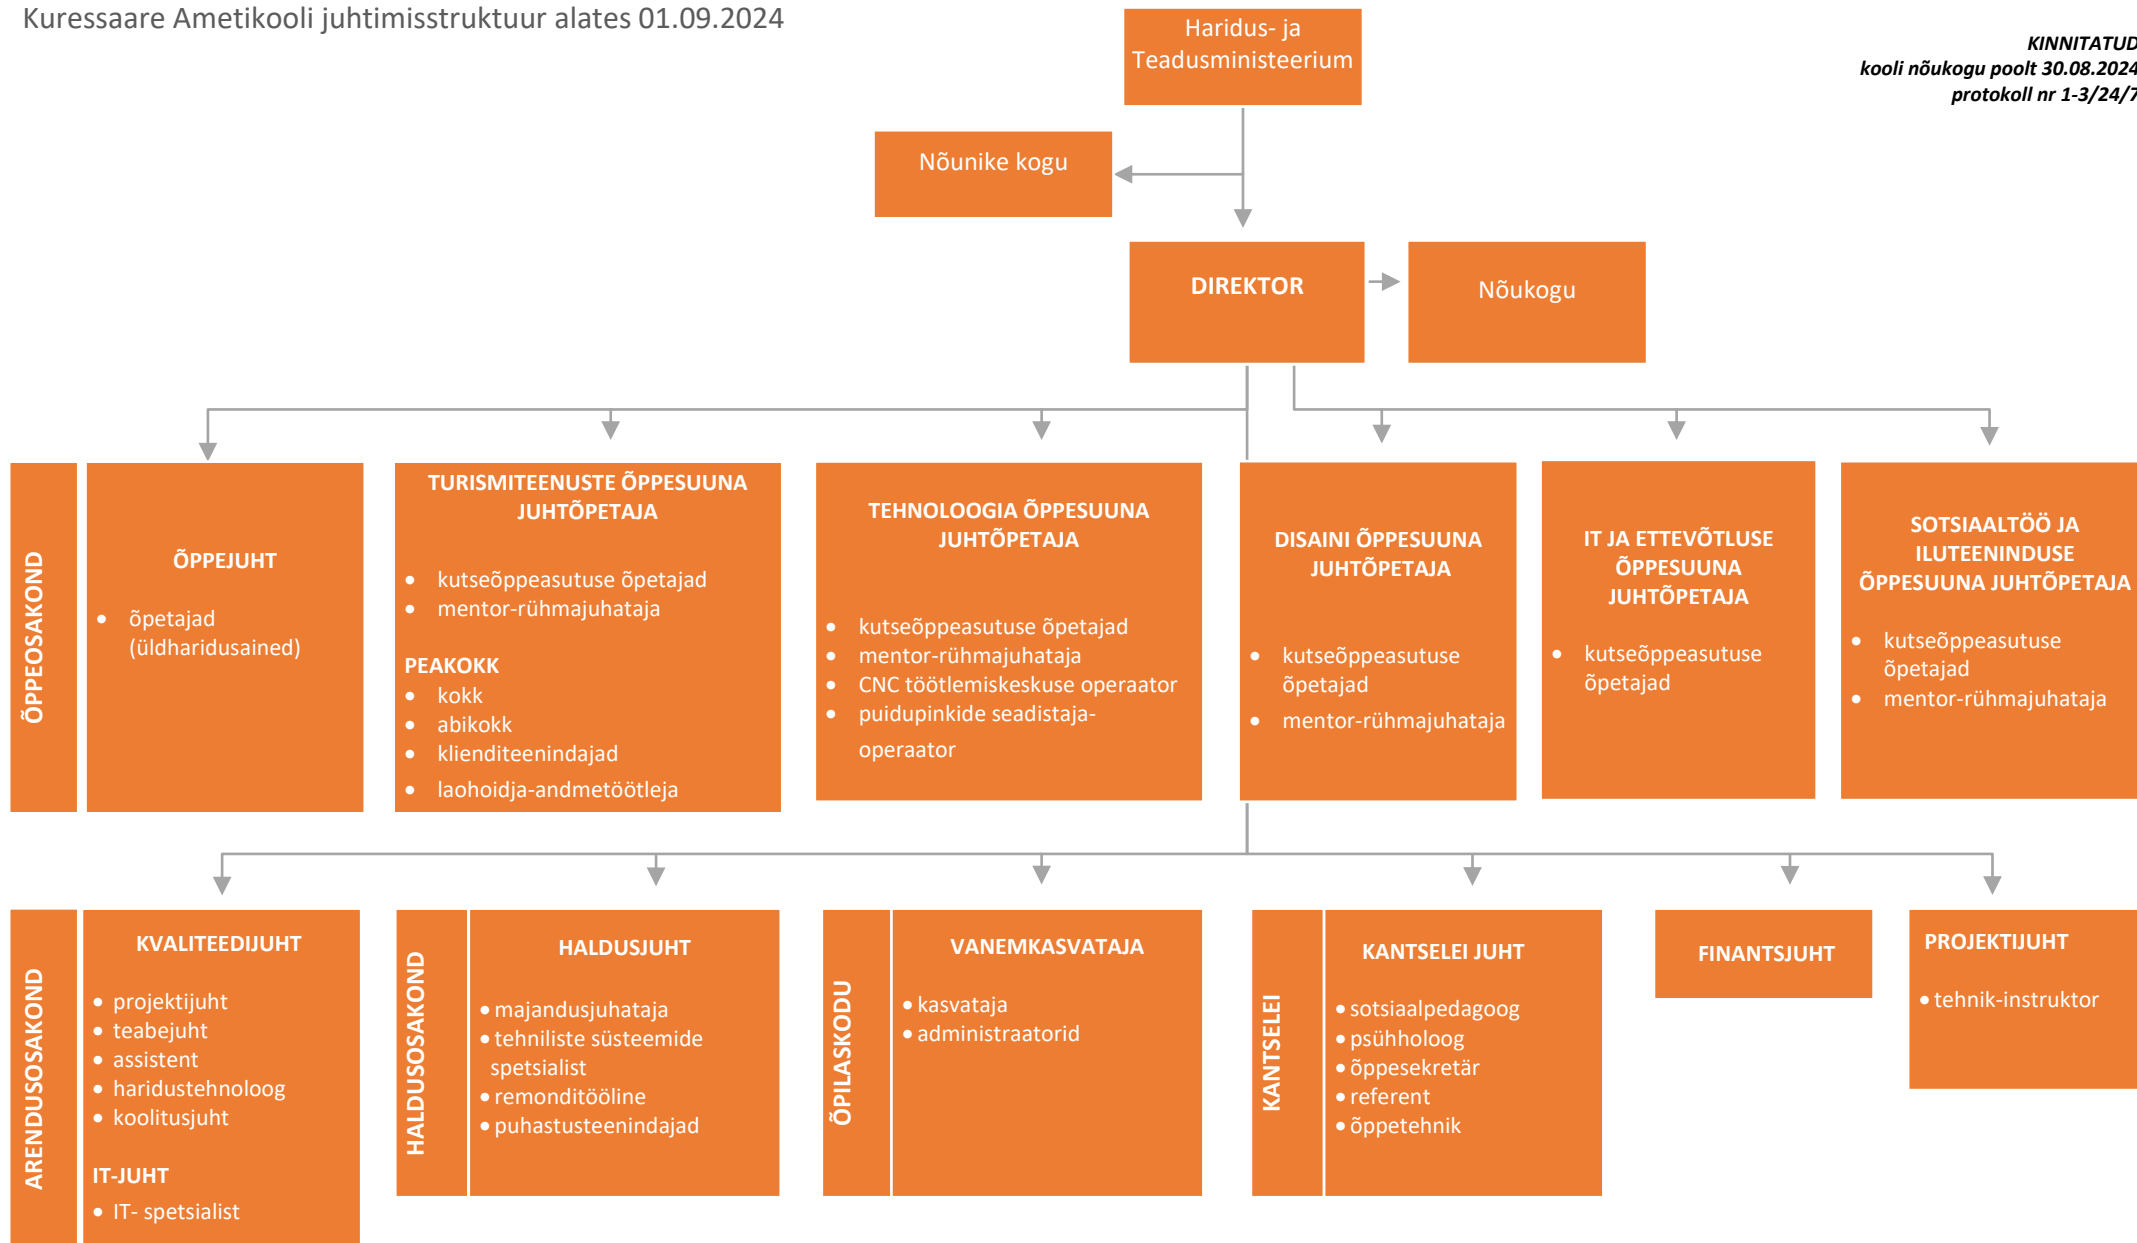 Kuressaare Ametikooli juhtimisstruktuur alates 01.09.2024
KINNITATUD
kooli nõukogu poolt 30.08.2024
protokoll nr 1-3/24/7
Haridus- ja
Teadusministeerium
Nõunike kogu
DIREKTOR
Nõukogu
ÕPPEOSAKOND
ÕPPEJUHT
• õpetajad
(üldharidusained)
TURISMITEENUSTE ÕPPESUUNA
JUHTÕPETAJA
• kutseõppeasutuse õpetajad
• mentor-rühmajuhataja
PEAKOKK
• kokk
• abikokk
• klienditeenindajad
• laohoidja-andmetöötleja
TEHNOLOOGIA ÕPPESUUNA
JUHTÕPETAJA
• kutseõppeasutuse õpetajad
• mentor-rühmajuhataja
• CNC töötlemiskeskuse operaator
• puidupinkide seadistaja-
operaator
DISAINI ÕPPESUUNA
JUHTÕPETAJA
• kutseõppeasutuse
õpetajad
• mentor-rühmajuhataja
IT JA ETTEVÕTLUSE
ÕPPESUUNA
JUHTÕPETAJA
• kutseõppeasutuse
õpetajad
SOTSIAALTÖÖ JA
ILUTEENINDUSE
ÕPPESUUNA JUHTÕPETAJA
• kutseõppeasutuse
õpetajad
• mentor-rühmajuhataja
ARENDUSOSAKOND
KVALITEEDIJUHT
• projektijuht
• teabejuht
• assistent
• haridustehnoloog
• koolitusjuht
IT-JUHT
• IT- spetsialist
HALDUSOSAKOND
HALDUSJUHT
• majandusjuhataja
• tehniliste süsteemide
spetsialist
• remonditööline
• puhastusteenindajad
ÕPILASKODU
VANEMKASVATAJA
• kasvataja
• administraatorid
KANTSELEI
KANTSELEI JUHT
• sotsiaalpedagoog
• psühholoog
• õppesekretär
• referent
• õppetehnik
FINANTSJUHT
PROJEKTIJUHT
• tehnik-instruktor